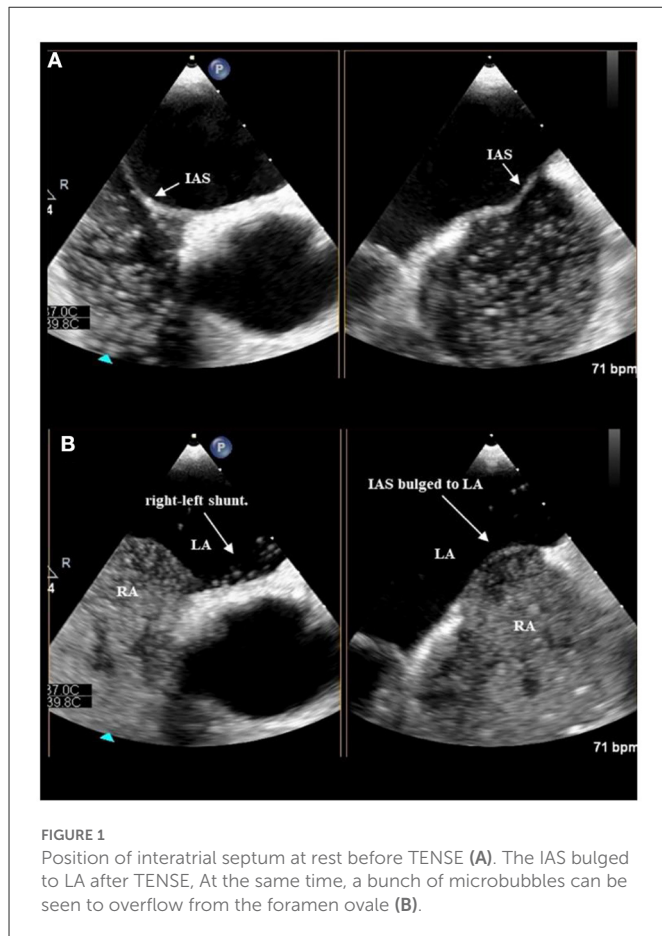 A
P
IAS
IAS
R
4
37.0C
39.8C
71 bpm
B
P
right-left shunt.
IAS bulged to LA
LA
LA
R
4
RA
RA
37.0C
39.8C
71 bpm
FIGURE 1
Position of interatrial septum at rest before TENSE (A). The IAS bulged
to LA after TENSE, At the same time, a bunch of microbubbles can be
seen to overflow from the foramen ovale (B).